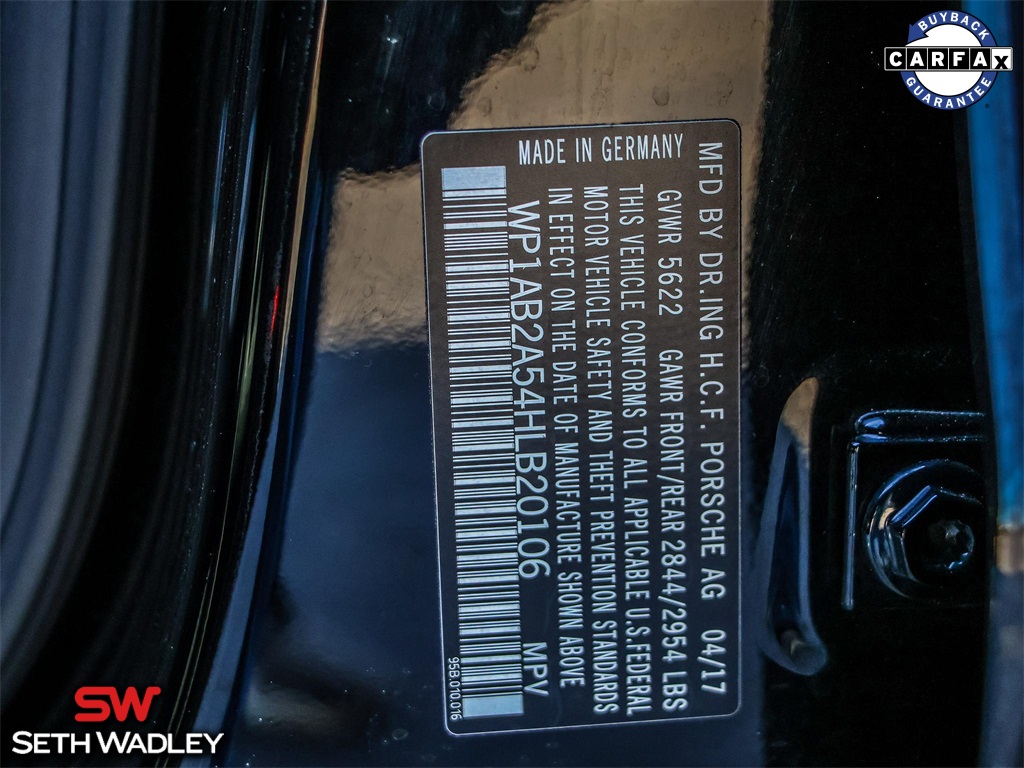 MFD BY DR.ING H.C.F. PORSCHE AG 04/17
GVWR 5622 GAWR FRONT/REAR 2844/2954 LBS
THIS VEHICLE CONFORMS TO ALL APPLICABLE U.S.FEDERAL
MOTOR VEHICLE SAFETY AND THEFT PREVENTION STANDARDS
IN EFFECT ON THE DATE OF MANUFACTURE SHOWN ABOVE
MADE IN GERMANY
WP1AB2A54HLB20106 MPV
95B.010.016
BUYBACK
CARFAX
GUARANTEE
SW
SETH WADLEY